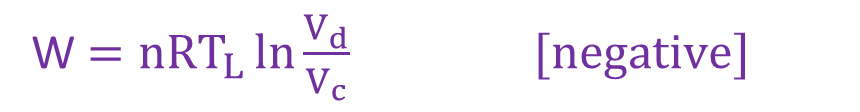 W = nRT_L ln V_d/V_c [negative]